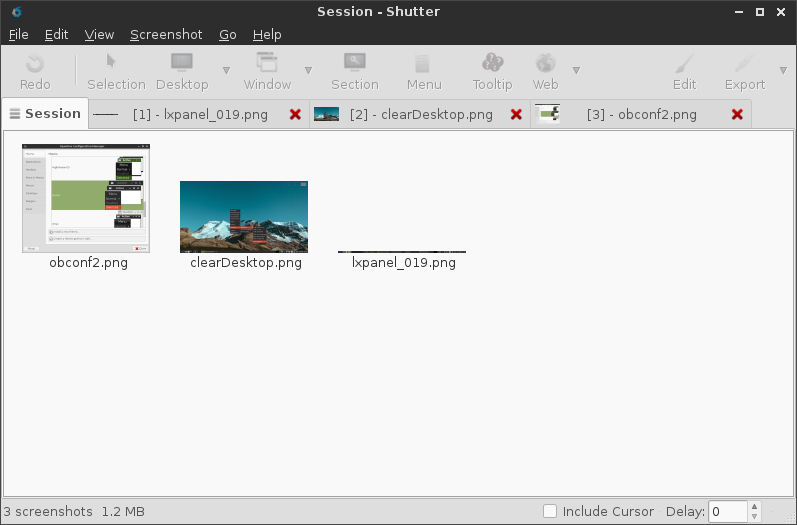 Session - Shutter
File Edit View Screenshot Go Help
Redo Selection Desktop Window Section Menu Tooltip Web Edit Export
Session [1] - lxpanel_019.png [2] - clearDesktop.png [3] - obconf2.png
obconf2.png clearDesktop.png lxpanel_019.png
3 screenshots 1.2 MB Include Cursor Delay: 0